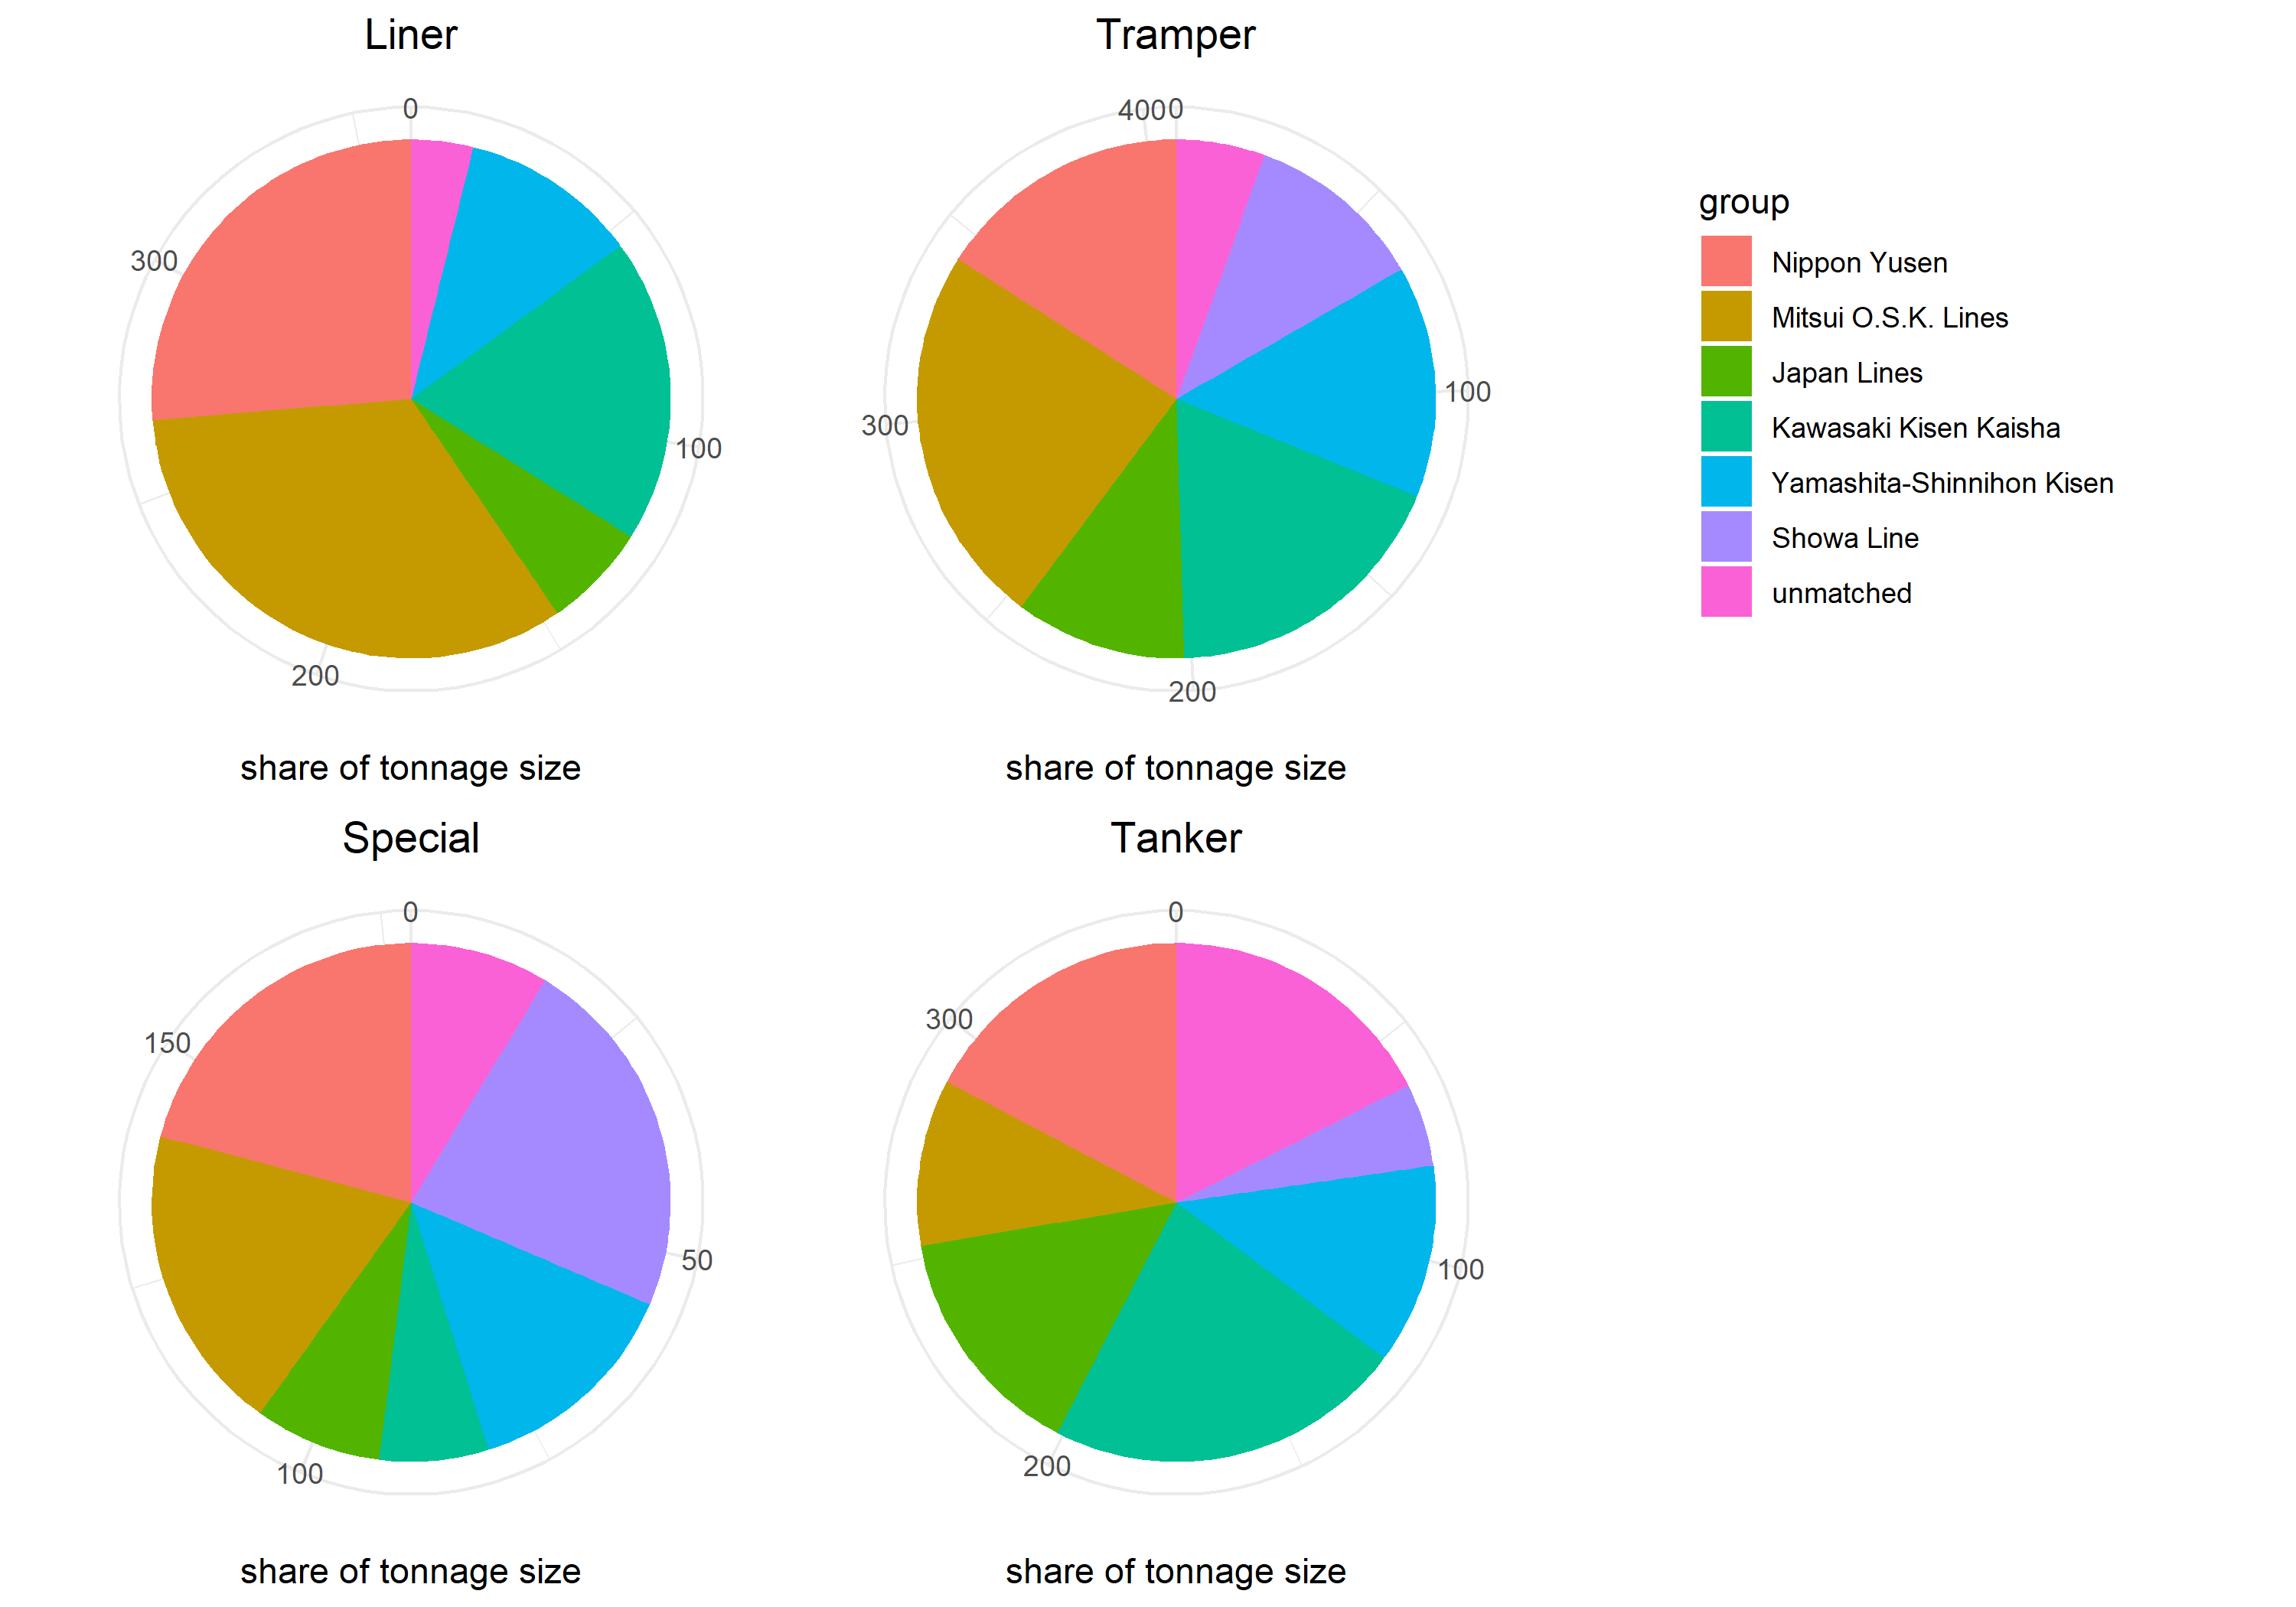 Liner
0
100
200
300
share of tonnage size
Tramper
0
100
200
300
400
share of tonnage size
group
Nippon Yusen
Mitsui O.S.K. Lines
Japan Lines
Kawasaki Kisen Kaisha
Yamashita-Shinnihon Kisen
Showa Line
unmatched
Special
0
50
100
150
share of tonnage size
Tanker
0
100
200
300
share of tonnage size